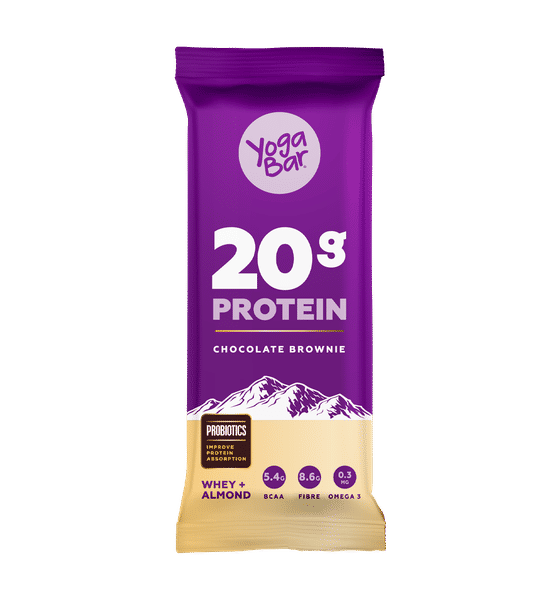 Yoga
Bar
20g
PROTEIN
CHOCOLATE BROWNIE
PROBIOTICS
IMPROVE
PROTEIN
ABSORPTION
WHEY +
ALMOND
5.4G
BCAA
8.6G
FIBRE
0.3
MG
OMEGA 3